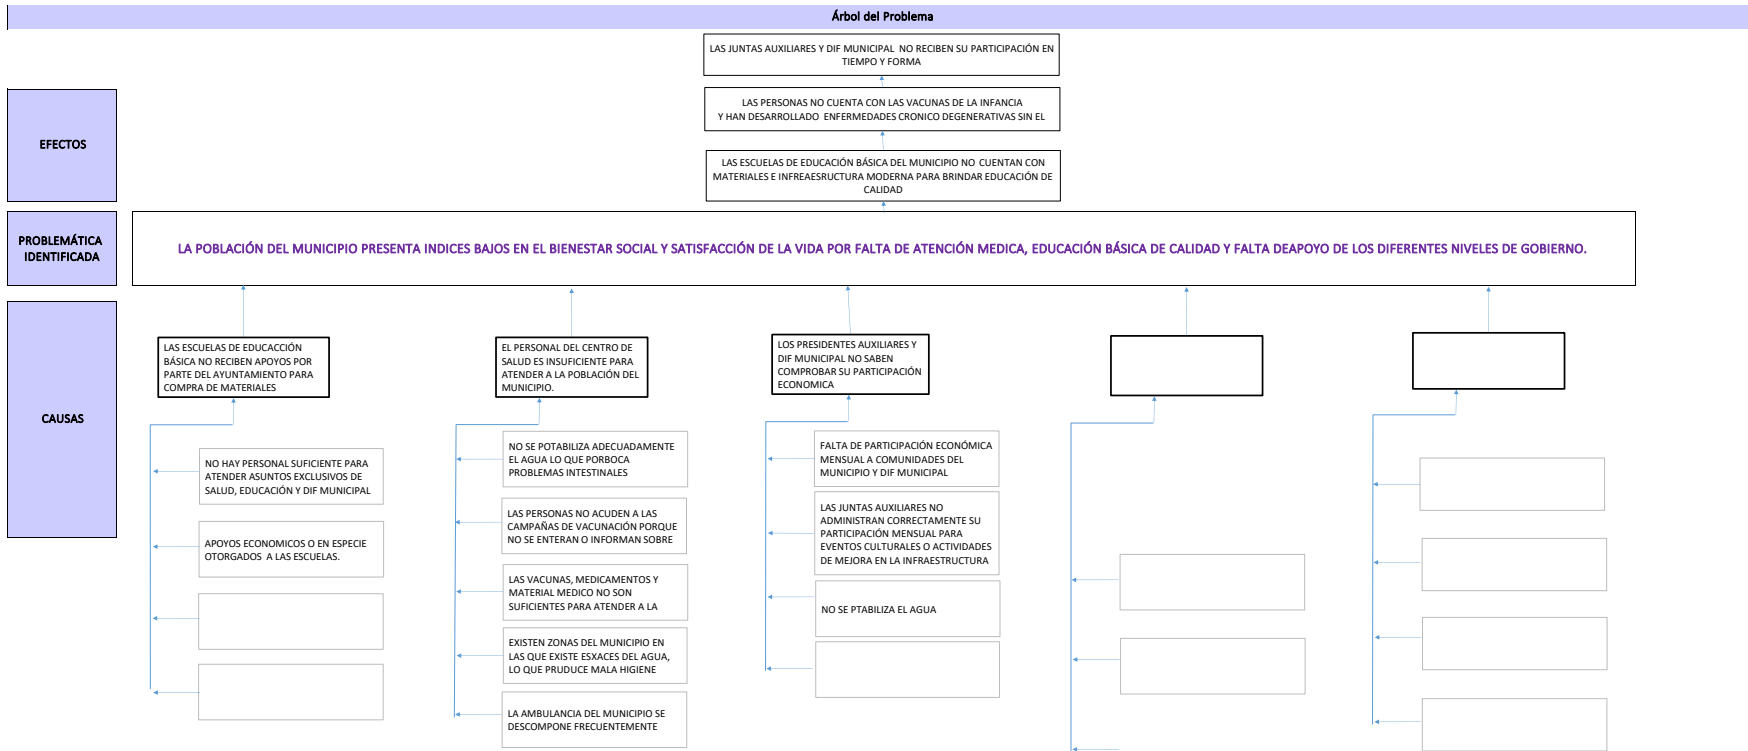 Árbol del Problema
LAS JUNTAS AUXILIARES Y DIF MUNICIPAL NO RECIBEN SU PARTICIPACIÓN EN
TIEMPO Y FORMA
EFECTOS
LAS PERSONAS NO CUENTA CON LAS VACUNAS DE LA INFANCIA
Y HAN DESARROLLADO ENFERMEDADES CRONICO DEGENERATIVAS SIN EL
LAS ESCUELAS DE EDUCACIÓN BÁSICA DEL MUNICIPIO NO CUENTAN CON
MATERIALES E INFREAESRUCTURA MODERNA PARA BRINDAR EDUCACIÓN DE
CALIDAD
PROBLEMÁTICA
IDENTIFICADA
LA POBLACIÓN DEL MUNICIPIO PRESENTA INDICES BAJOS EN EL BIENESTAR SOCIAL Y SATISFACCIÓN DE LA VIDA POR FALTA DE ATENCIÓN MEDICA, EDUCACIÓN BÁSICA DE CALIDAD Y FALTA DEAPOYO DE LOS DIFERENTES NIVELES DE GOBIERNO.
CAUSAS
LAS ESCUELAS DE EDUCACCIÓN
BÁSICA NO RECIBEN APOYOS POR
PARTE DEL AYUNTAMIENTO PARA
COMPRA DE MATERIALES
NO HAY PERSONAL SUFICIENTE PARA
ATENDER ASUNTOS EXCLUSIVOS DE
SALUD, EDUCACIÓN Y DIF MUNICIPAL
APOYOS ECONOMICOS O EN ESPECIE
OTORGADOS A LAS ESCUELAS.
EL PERSONAL DEL CENTRO DE
SALUD ES INSUFICIENTE PARA
ATENDER A LA POBLACIÓN DEL
MUNICIPIO.
NO SE POTABILIZA ADECUADAMENTE
EL AGUA LO QUE PORBOCA
PROBLEMAS INTESTINALES
LAS PERSONAS NO ACUDEN A LAS
CAMPAÑAS DE VACUNACIÓN PORQUE
NO SE ENTERAN O INFORMAN SOBRE
LAS VACUNAS, MEDICAMENTOS Y
MATERIAL MEDICO NO SON
SUFICIENTES PARA ATENDER A LA
EXISTEN ZONAS DEL MUNICIPIO EN
LAS QUE EXISTE ESXACES DEL AGUA,
LO QUE PRUDUCE MALA HIGIENE
LA AMBULANCIA DEL MUNICIPIO SE
DESCOMPONE FRECUENTEMENTE
LOS PRESIDENTES AUXILIARES Y
DIF MUNICIPAL NO SABEN
COMPROBAR SU PARTICIPACIÓN
ECONOMICA
FALTA DE PARTICIPACIÓN ECONÓMICA
MENSUAL A COMUNIDADES DEL
MUNICIPIO Y DIF MUNICIPAL
LAS JUNTAS AUXILIARES NO
ADMINISTRAN CORRECTAMENTE SU
PARTICIPACIÓN MENSUAL PARA
EVENTOS CULTURALES O ACTIVIDADES
DE MEJORA EN LA INFRAESTRUCTURA
NO SE PTABILIZA EL AGUA